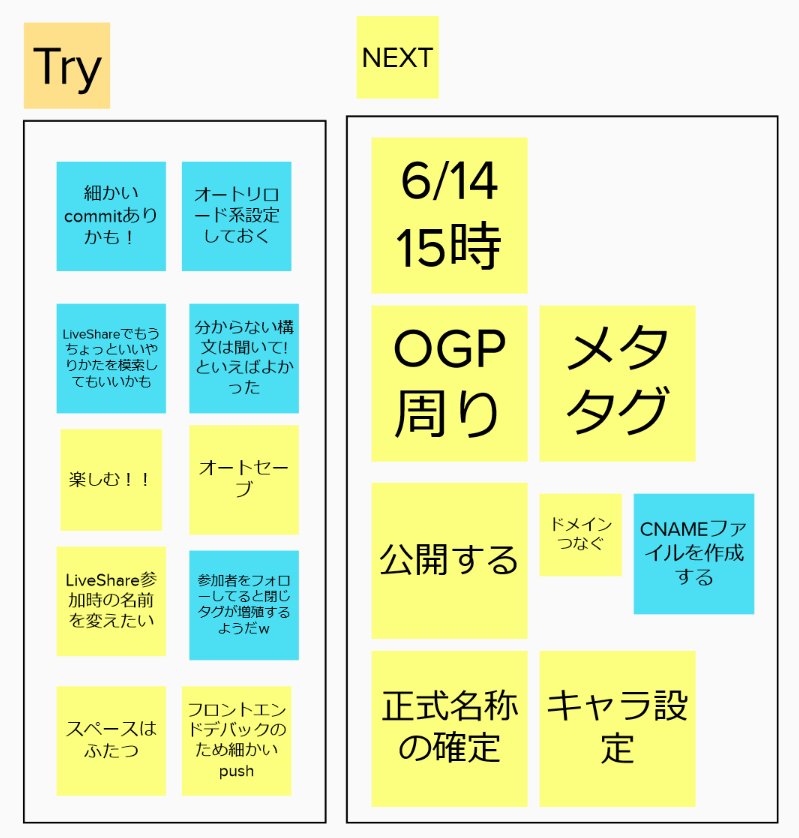 Try
細かい
commitあり
かも！
オートリロ
ード系設定
しておく
LiveShareでもう
ちょっといいや
りかたを模索し
てもいいかも
分からない構
文は聞いて!
といえばよか
った
楽しむ！！
オートセー
ブ
LiveShare参
加時の名前
を変えたい
参加者をフォロ
ーしてると閉じ
タグが増殖する
ようだw
スペースは
ふたつ
フロントエン
ドデバックの
ため細かい
push
NEXT
6/14
15時
OGP
周り
メタ
タグ
公開する
ドメイン
つなぐ
CNAMEファ
イルを作成
する
正式名称
の確定
キャラ設
定